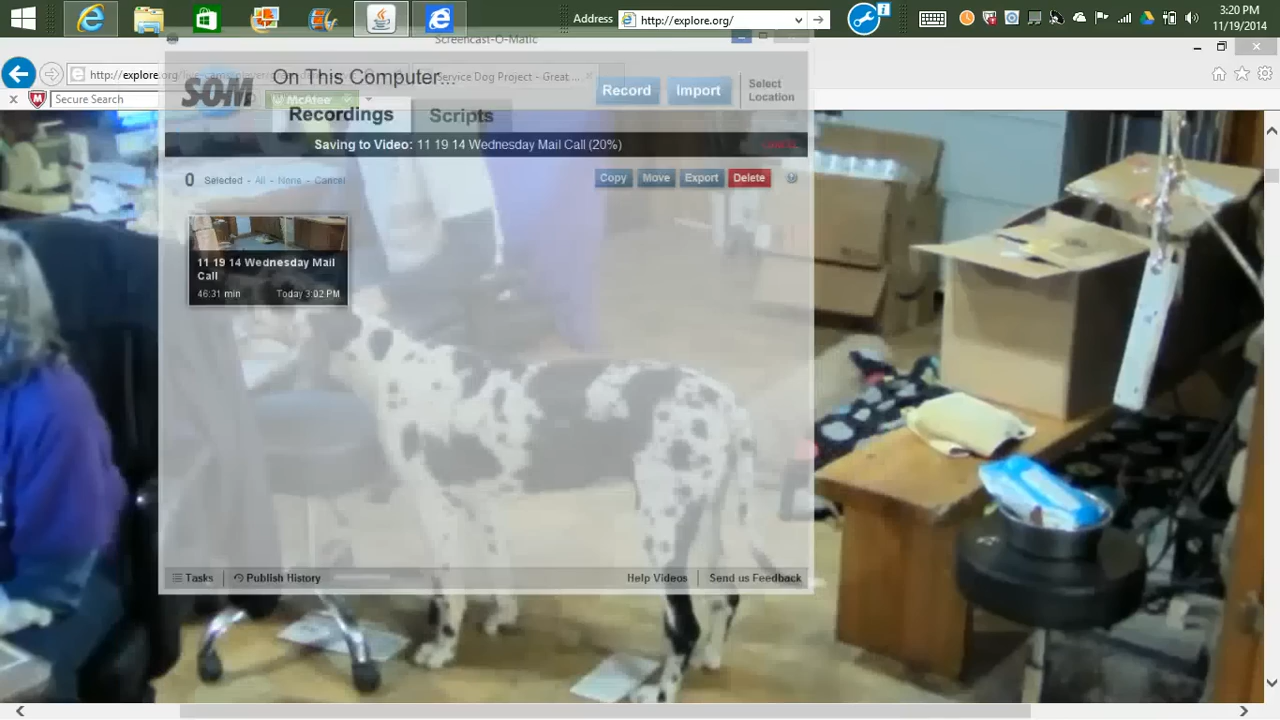 Address http://explore.org/
3:20 PM
11/19/2014
Screencast-O-Matic
http://explore.org
Service Dog Project - Great ...
Secure Search
McAfee
SOM
On This Computer...
Record
Import
Select
Location
Recordings
Scripts
Saving to Video: 11 19 14 Wednesday Mail Call (20%)
0 Selected - All - None - Cancel
Copy
Move
Export
Delete
11 19 14 Wednesday Mail
Call
46:31 min
Today 3:02 PM
Tasks
Publish History
Help Videos
Send us Feedback